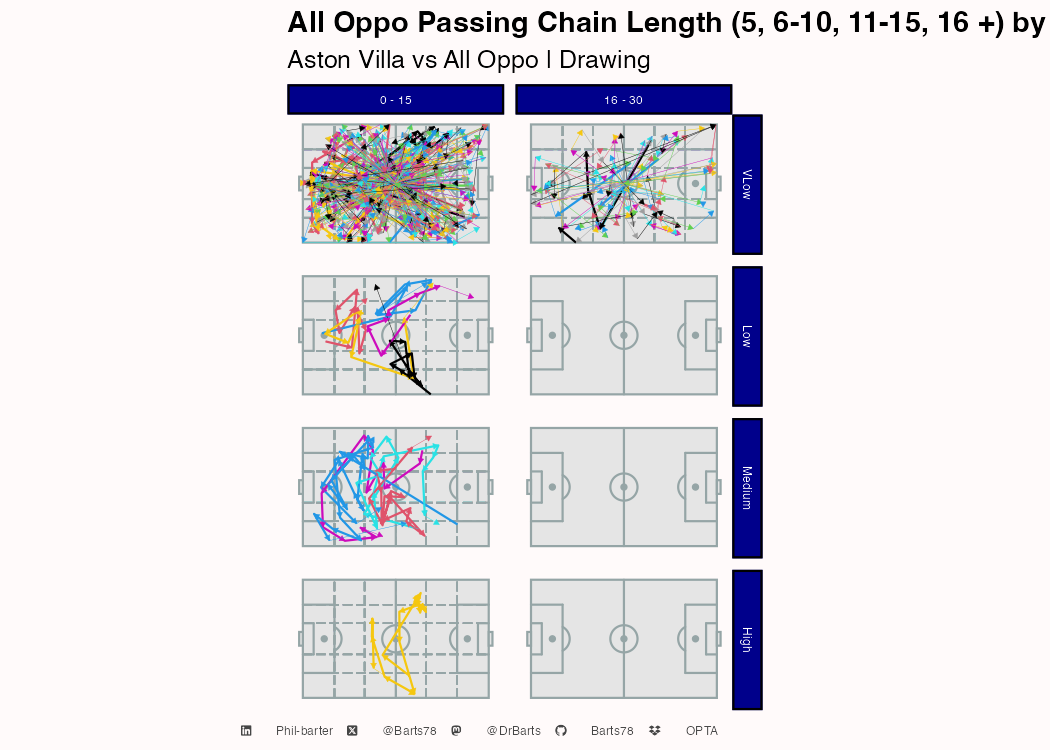 All Oppo Passing Chain Length (5, 6-10, 11-15, 16 +) by
Aston Villa vs All Oppo | Drawing
0 - 15
16 - 30
VLow
Low
Medium
High
Phil-barter @Barts78 @DrBarts Barts78 OPTA